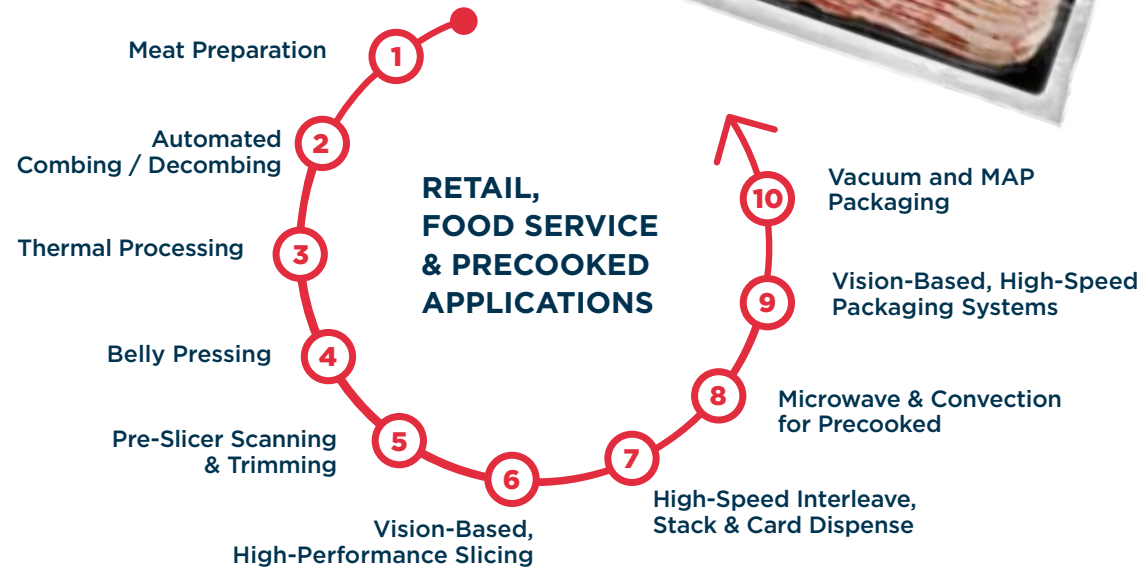 RETAIL,
FOOD SERVICE
& PRECOOKED
APPLICATIONS
1
Meat Preparation
2
Automated
Combing / Decombing
3
Thermal Processing
4
Belly Pressing
5
Pre-Slicer Scanning
& Trimming
6
Vision-Based,
High-Performance Slicing
7
High-Speed Interleave,
Stack & Card Dispense
8
Microwave & Convection
for Precooked
9
Vision-Based, High-Speed
Packaging Systems
10
Vacuum and MAP
Packaging